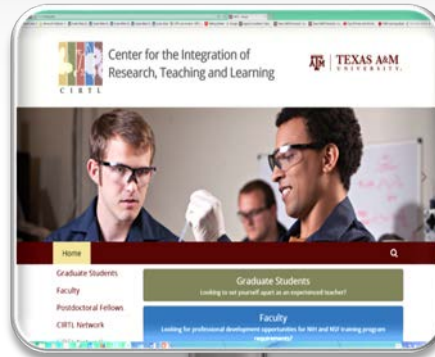 Center for the Integration of
Research, Teaching and Learning
CIRTL
ĀM | TEXAS A&M
UNIVERSITY.
Home
Graduate Students
Faculty
Postdoctoral Fellows
CIRTL Network
Graduate Students
Looking to set yourself apart as an experienced teacher?
Faculty
Looking for professional development opportunities for NIH and NSF training program
requirements?